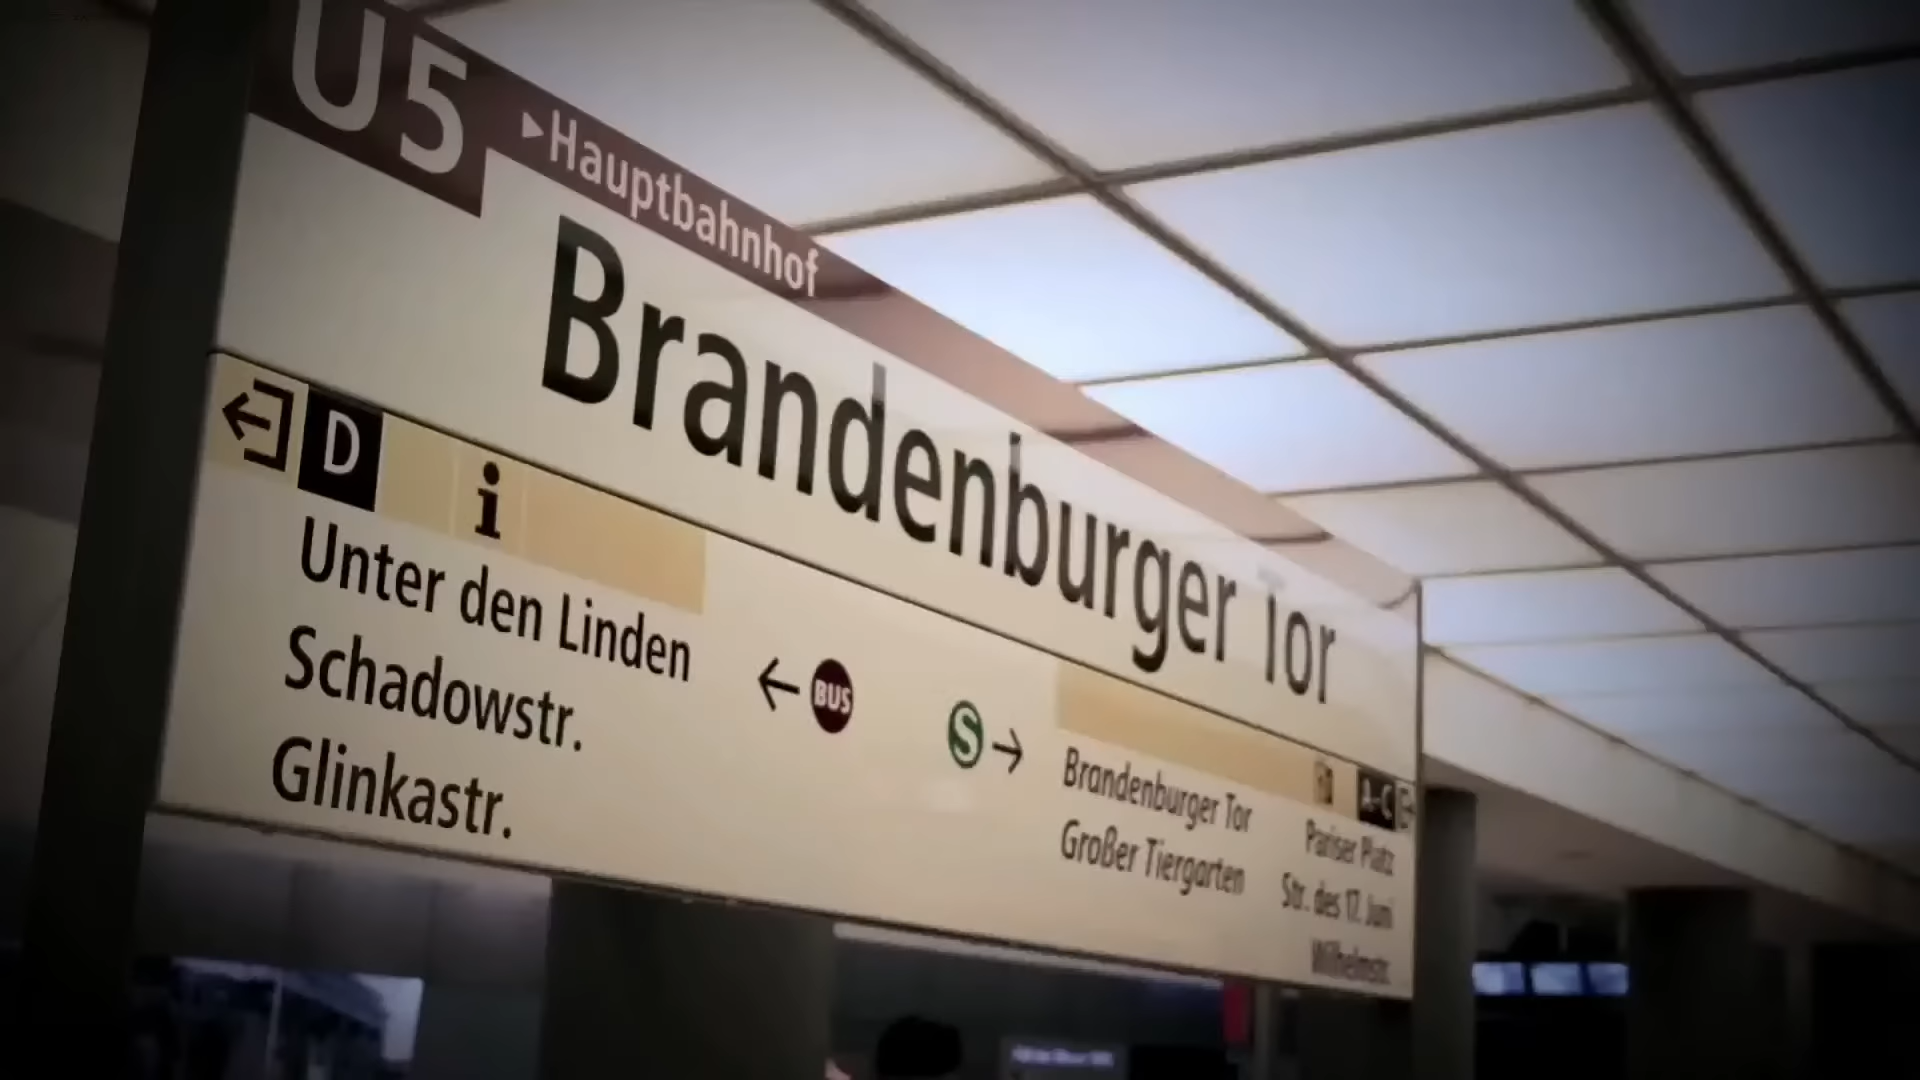 U5 ▸Hauptbahnhof
Brandenburger Tor
D i
Unter den Linden
Schadowstr.
Glinkastr.
← BUS
S →
Brandenburger Tor
Großer Tiergarten
A-C
Pariser Platz
Str. des 17. Juni
Wilhelmstr.